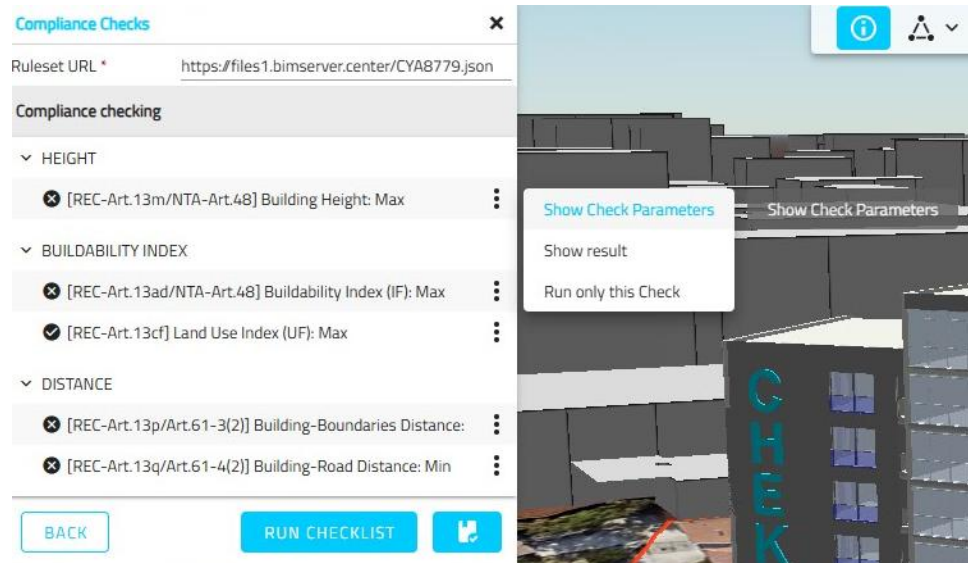 Compliance Checks
Ruleset URL * https://files1.bimserver.center/CYA8779.json
Compliance checking
HEIGHT
[REC-Art.13m/NTA-Art.48] Building Height: Max
BUILDABILITY INDEX
[REC-Art.13ad/NTA-Art.48] Buildability Index (IF): Max
[REC-Art.13cf] Land Use Index (UF): Max
DISTANCE
[REC-Art.13p/Art.61-3(2)] Building-Boundaries Distance:
[REC-Art.13q/Art.61-4(2)] Building-Road Distance: Min
BACK
RUN CHECKLIST
Show Check Parameters
Show Check Parameters
Show result
Run only this Check
CHEK